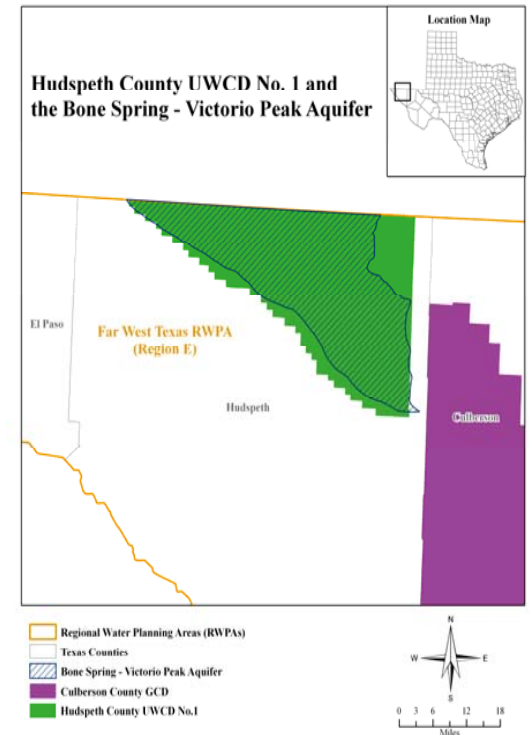 Location Map
Hudspeth County UWCD No. 1 and
the Bone Spring - Victorio Peak Aquifer
El Paso
Far West Texas RWPA
(Region E)
Hudspeth
Culberson
Regional Water Planning Areas (RWPAs)
Texas Counties
Bone Spring - Victorio Peak Aquifer
Culberson County GCD
Hudspeth County UWCD No.1
N
W E
S
0 3 6 12 18
Miles